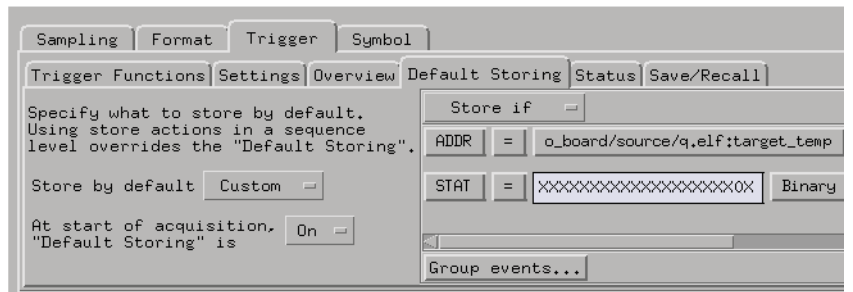 Sampling Format Trigger Symbol
Trigger Functions Settings Overview Default Storing Status Save/Recall
Specify what to store by default.
Using store actions in a sequence
level overrides the "Default Storing".
Store by default Custom
At start of acquisition,
"Default Storing" is On
Store if
ADDR = o_board/source/q.elf:target_temp
STAT = XXXXXXXXXXXXXXXXXXX0X Binary
Group events...